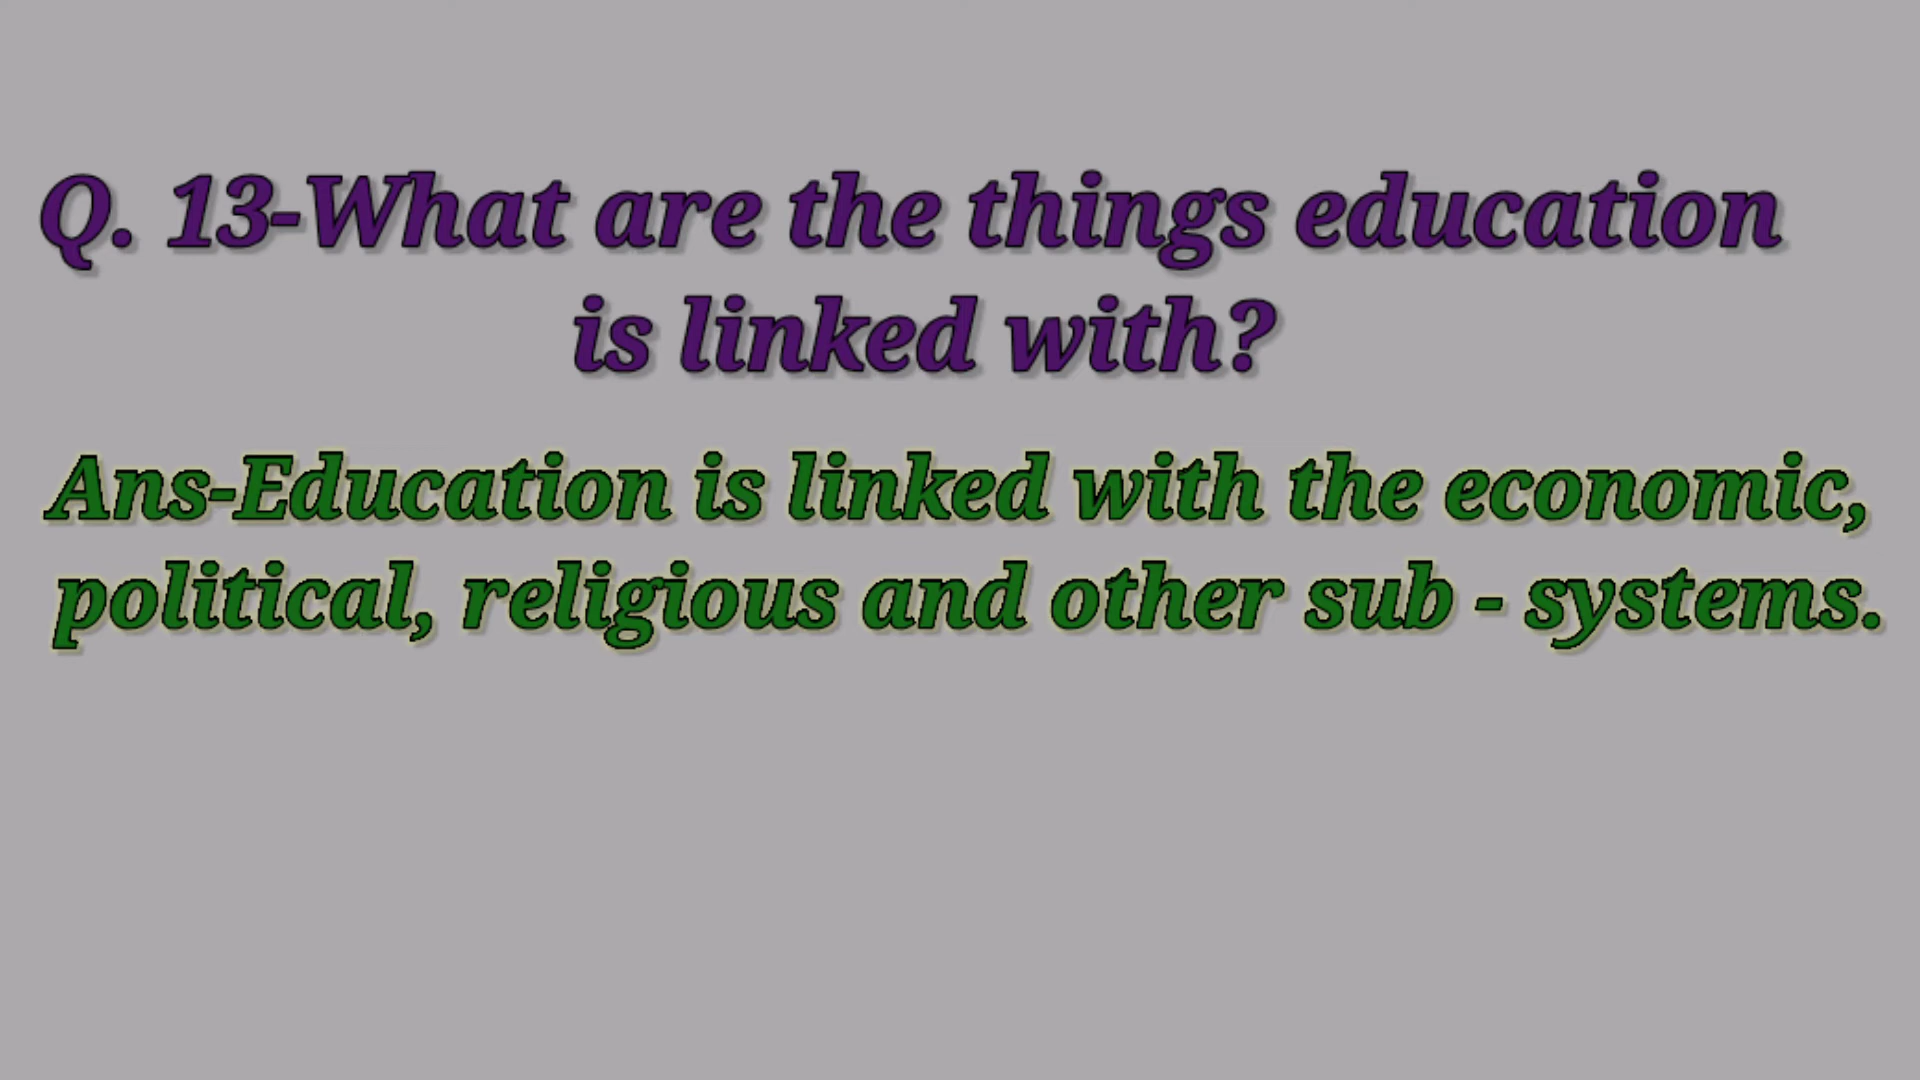 Q. 13-What are the things education
is linked with?
Ans-Education is linked with the economic,
political, religious and other sub - systems.